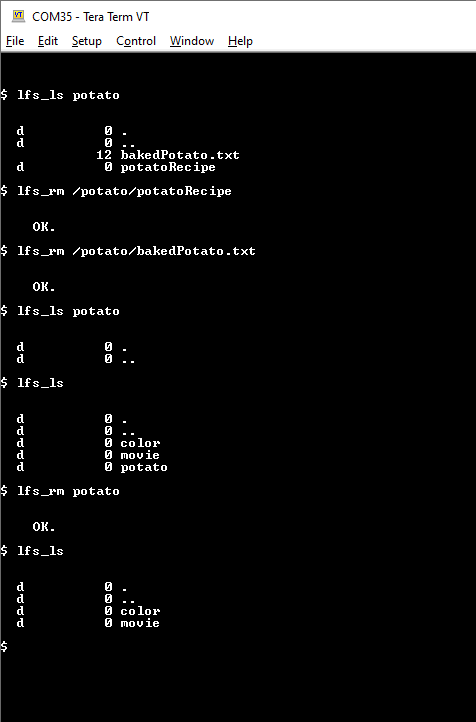 VT COM35 - Tera Term VT
File Edit Setup Control Window Help
$ lfs_ls potato
d 0 .
d 0 ..
12 bakedPotato.txt
d 0 potatoRecipe
$ lfs_rm /potato/potatoRecipe
OK.
$ lfs_rm /potato/bakedPotato.txt
OK.
$ lfs_ls potato
d 0 .
d 0 ..
$ lfs_ls
d 0 .
d 0 ..
d 0 color
d 0 movie
d 0 potato
$ lfs_rm potato
OK.
$ lfs_ls
d 0 .
d 0 ..
d 0 color
d 0 movie
$